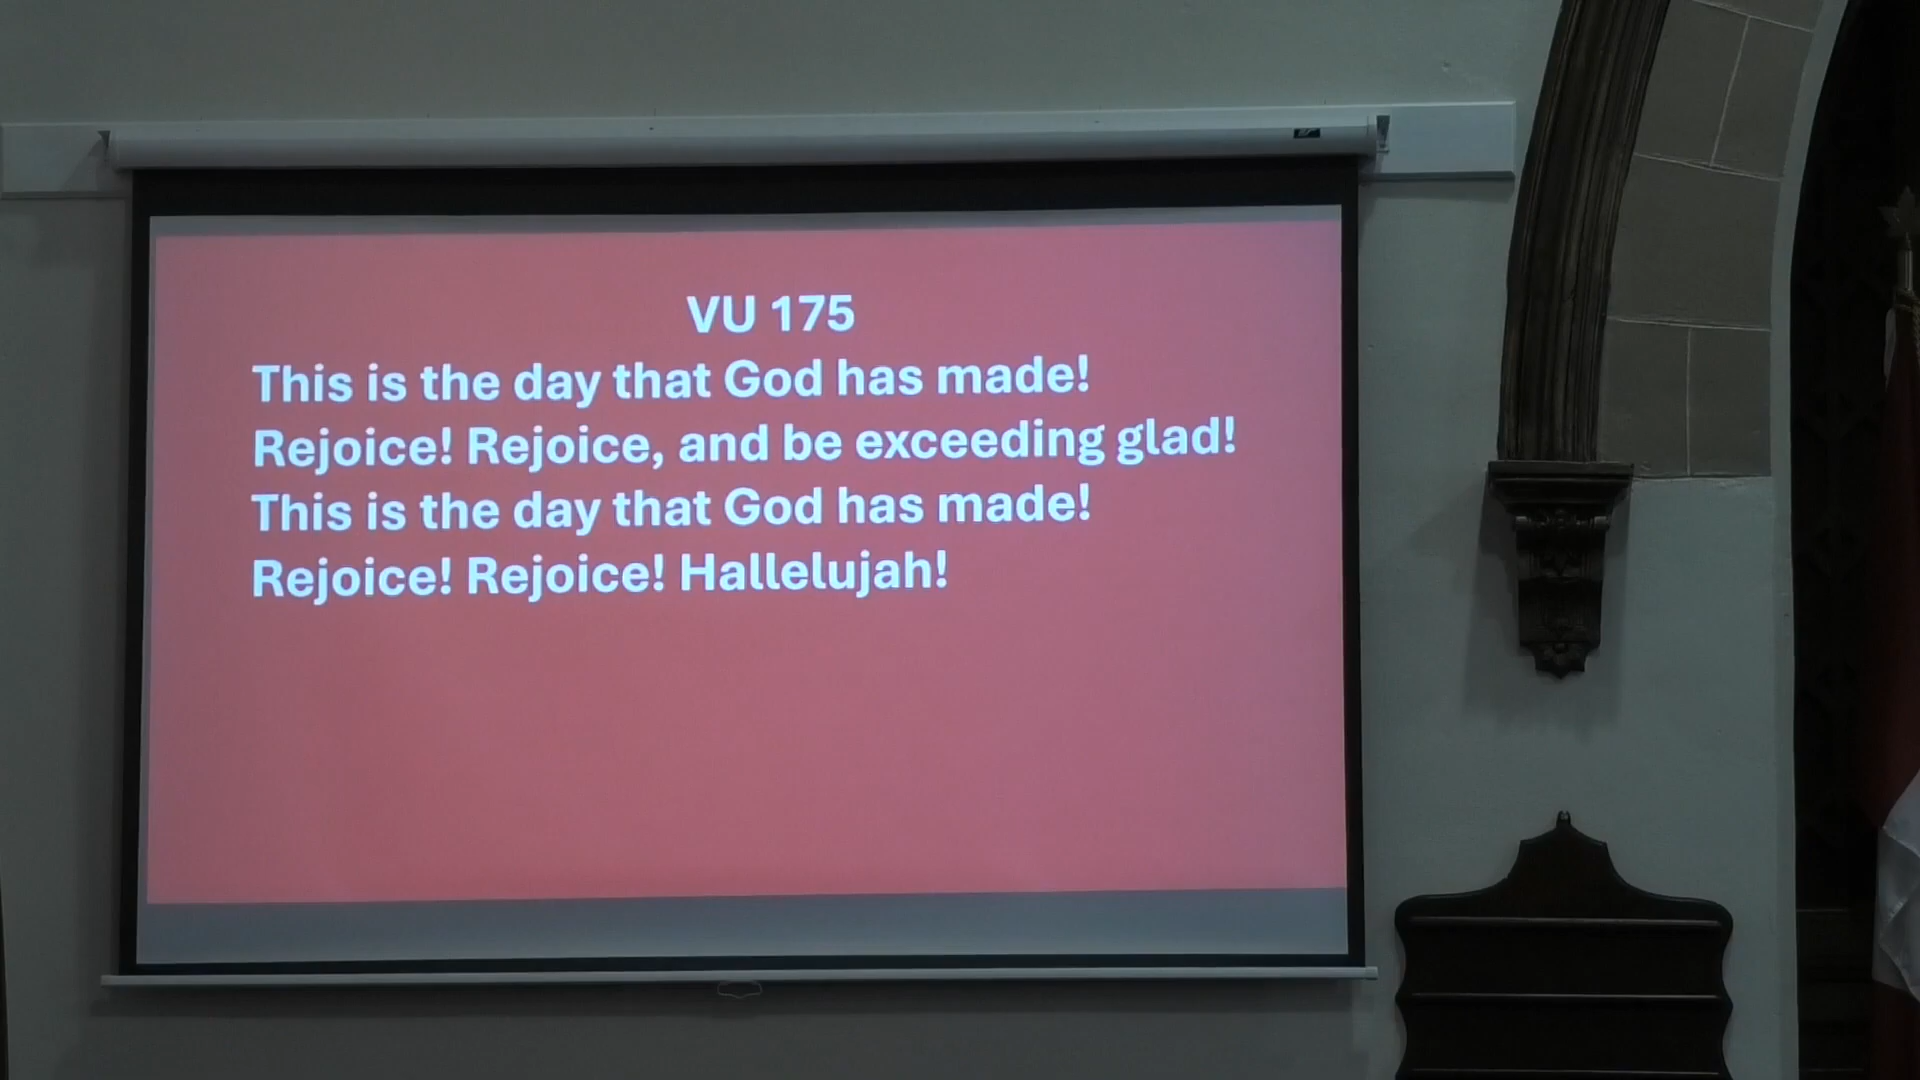 VU 175
This is the day that God has made!
Rejoice! Rejoice, and be exceeding glad!
This is the day that God has made!
Rejoice! Rejoice! Hallelujah!